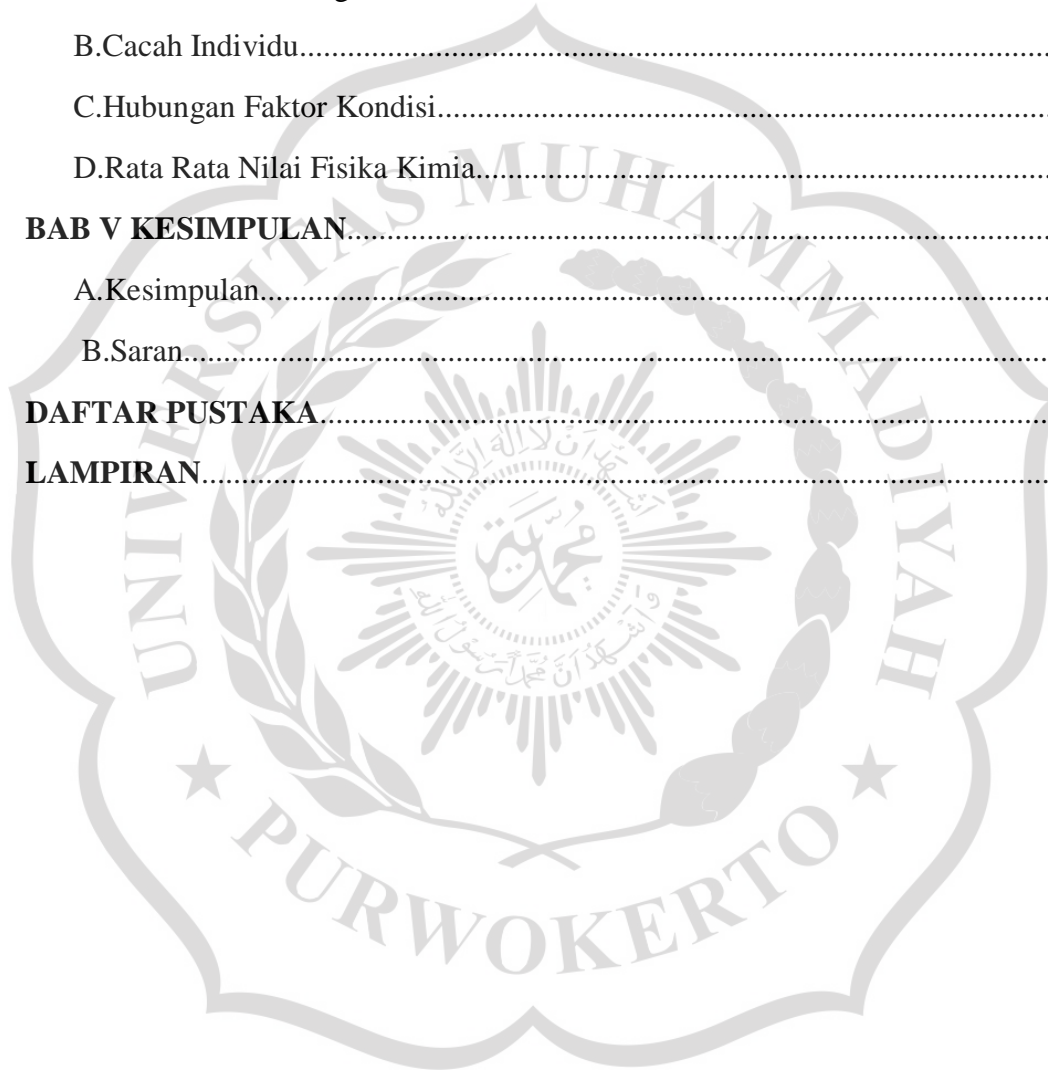 B.Cacah Individu....................................................................................................
C.Hubungan Faktor Kondisi...................................................................................
D.Rata Rata Nilai Fisika Kimia..............................................................................
BAB V KESIMPULAN..............................................................................................
A.Kesimpulan.........................................................................................................
B.Saran...................................................................................................................
DAFTAR PUSTAKA.................................................................................................
LAMPIRAN................................................................................................................
UNIVERSITAS MUHAMMADIYAH
PURWOKERTO